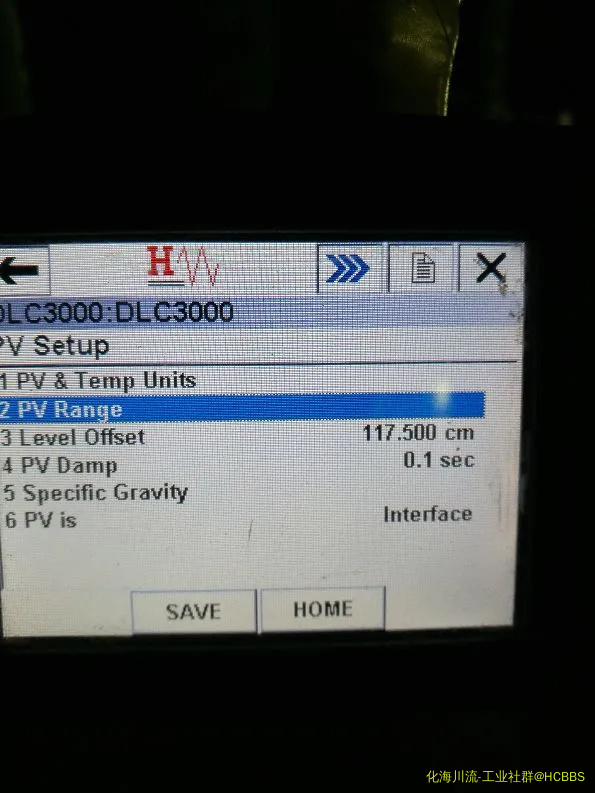 H
DLC3000:DLC3000
PV Setup
1 PV & Temp Units
2 PV Range
3 Level Offset 117.500 cm
4 PV Damp 0.1 sec
5 Specific Gravity
6 PV is Interface
SAVE HOME
化海川流-工业社群@HCBBS